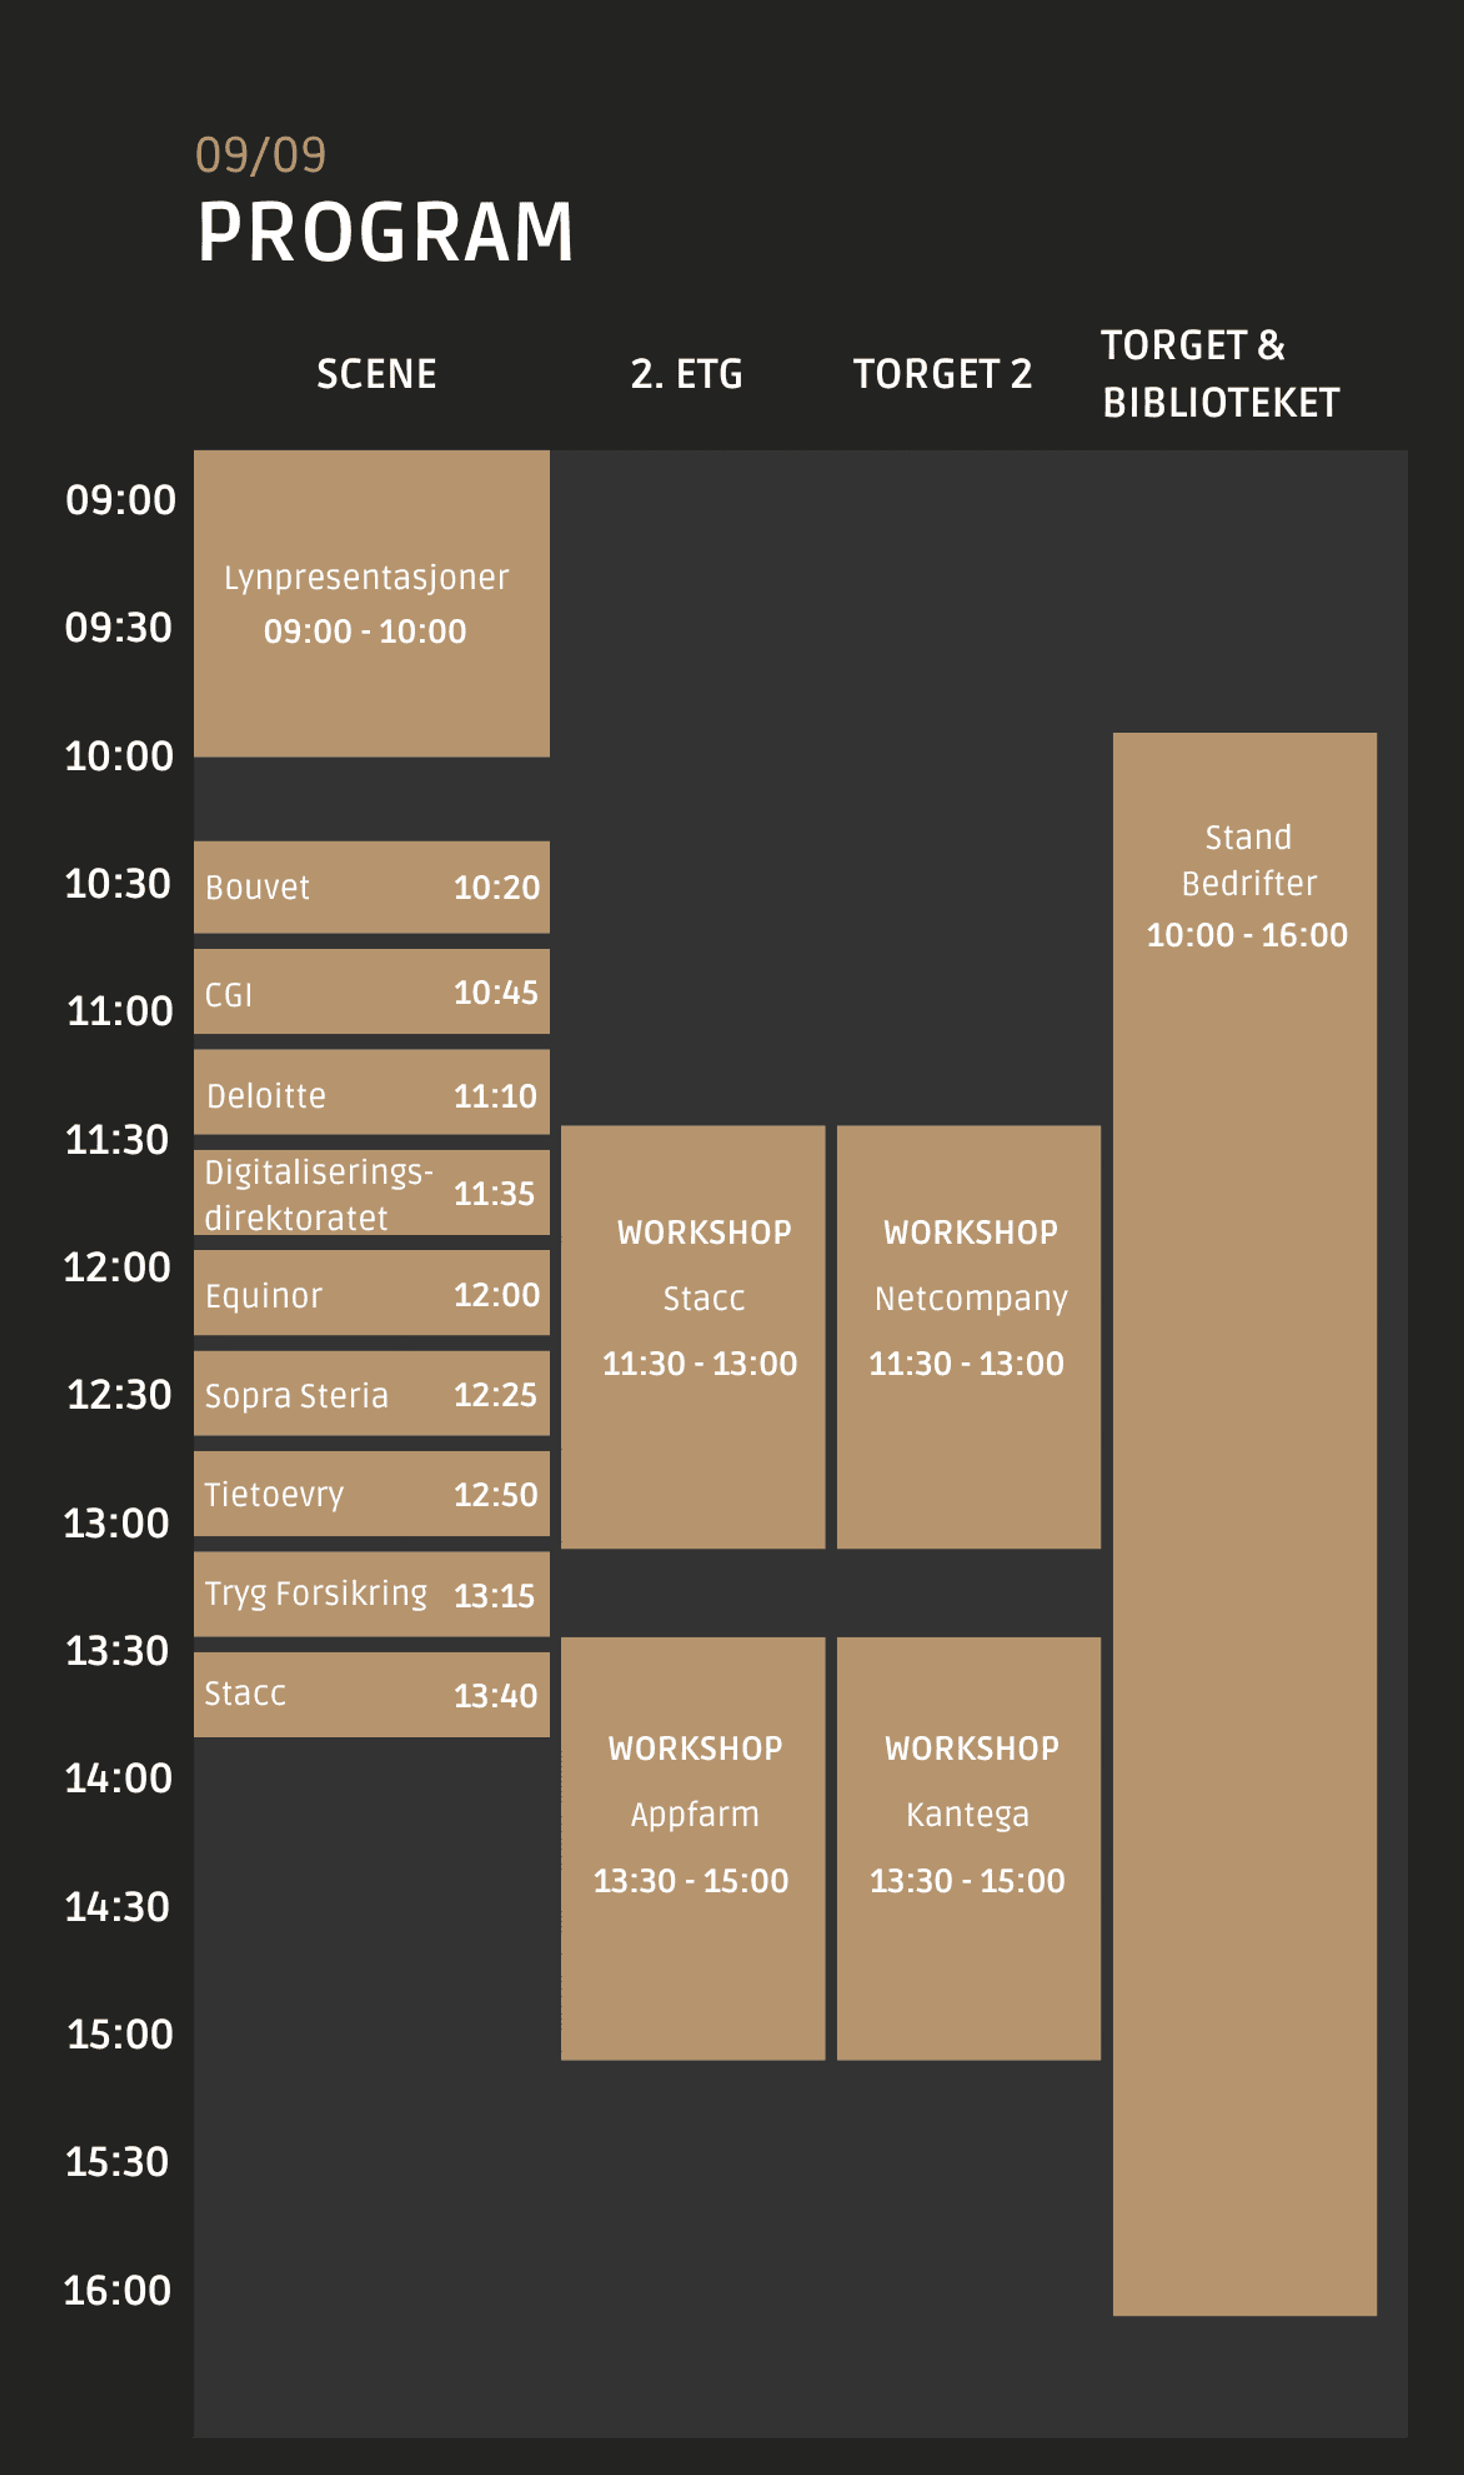 09/09
PROGRAM
SCENE
2. ETG
TORGET 2
TORGET &
BIBLIOTEKET
09:00
09:30
10:00
10:30
11:00
11:30
12:00
12:30
13:00
13:30
14:00
14:30
15:00
15:30
16:00
Lynpresentasjoner
09:00 - 10:00
Bouvet 10:20
CGI 10:45
Deloitte 11:10
Digitaliserings-
direktoratet 11:35
Equinor 12:00
Sopra Steria 12:25
Tietoevry 12:50
Tryg Forsikring 13:15
Stacc 13:40
WORKSHOP
Stacc
11:30 - 13:00
WORKSHOP
Appfarm
13:30 - 15:00
WORKSHOP
Netcompany
11:30 - 13:00
WORKSHOP
Kantega
13:30 - 15:00
Stand
Bedrifter
10:00 - 16:00